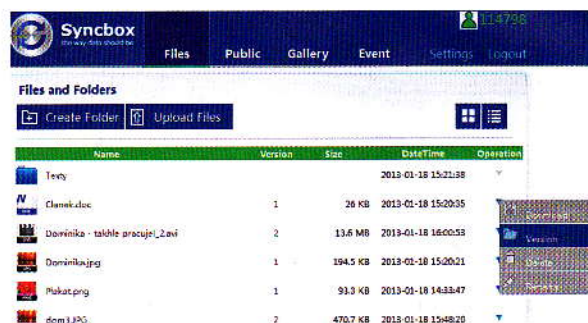 Syncbox
the way data should be
114798
Files Public Gallery Event Settings Logout
Files and Folders
Create Folder Upload Files
Name Version Size DateTime Operation
Texty 2013-01-18 15:21:38
Clanek.doc 1 26 KB 2013-01-18 15:20:35
Download
Dominika - takhle pracuje!_2.avi 2 13.6 MB 2013-01-18 16:00:53
Version
Dominika.jpg 1 194.5 KB 2013-01-18 15:20:21
Delete
Plakat.png 1 93.3 KB 2013-01-18 14:33:47
dom3.JPG 2 470.7 KB 2013-01-18 15:48:20